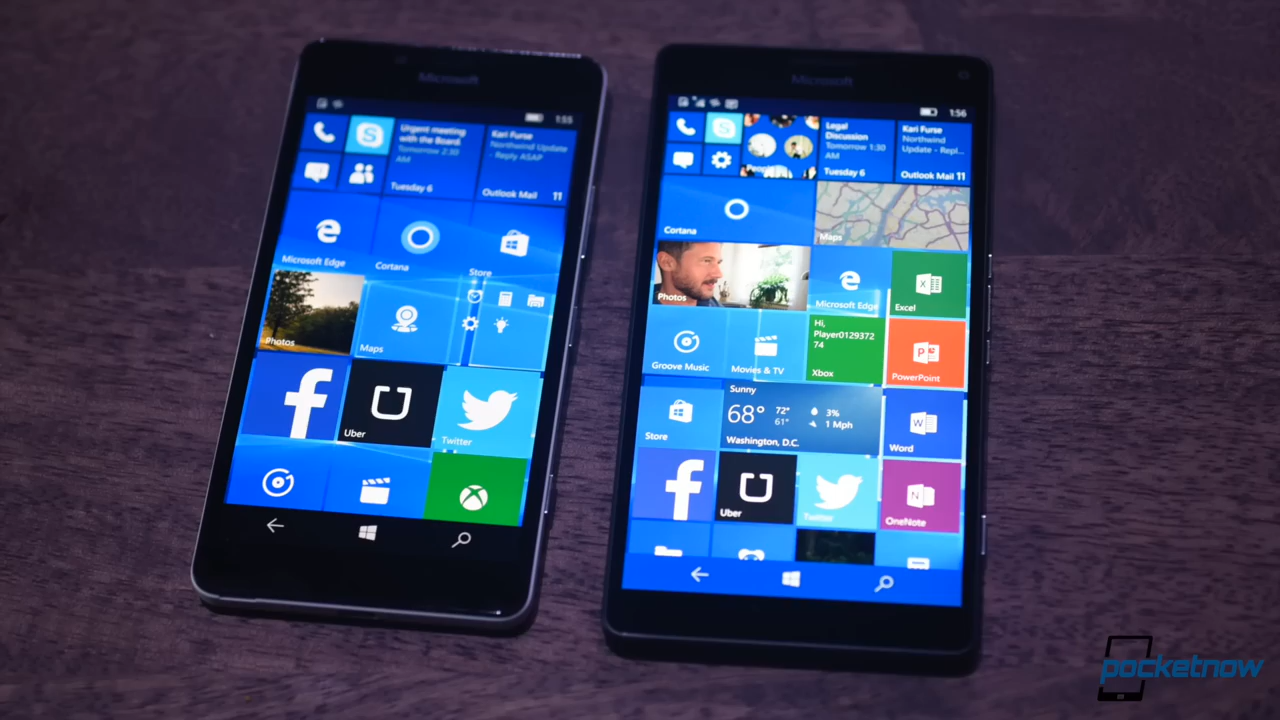 Microsoft
1:55
Urgent meeting
with the Board
Tomorrow 2:30
AM
Tuesday 6
Kari Furse
Northwind Update
- Reply ASAP
Outlook Mail 11
Microsoft Edge
Cortana
Store
Photos
Maps
Uber
Twitter
Microsoft
1:56
People
Legal
Discussion
Tomorrow 1:30
AM
Tuesday 6
Kari Furse
Northwind
Update - Repl...
Outlook Mail 11
Cortana
Maps
Photos
Microsoft Edge
Excel
Groove Music
Movies & TV
Hi,
Player0129372
74
Xbox
PowerPoint
Store
Sunny
68° 72° 3%
61° 1 Mph
Washington, D.C.
Word
Uber
Twitter
OneNote
pocketnow